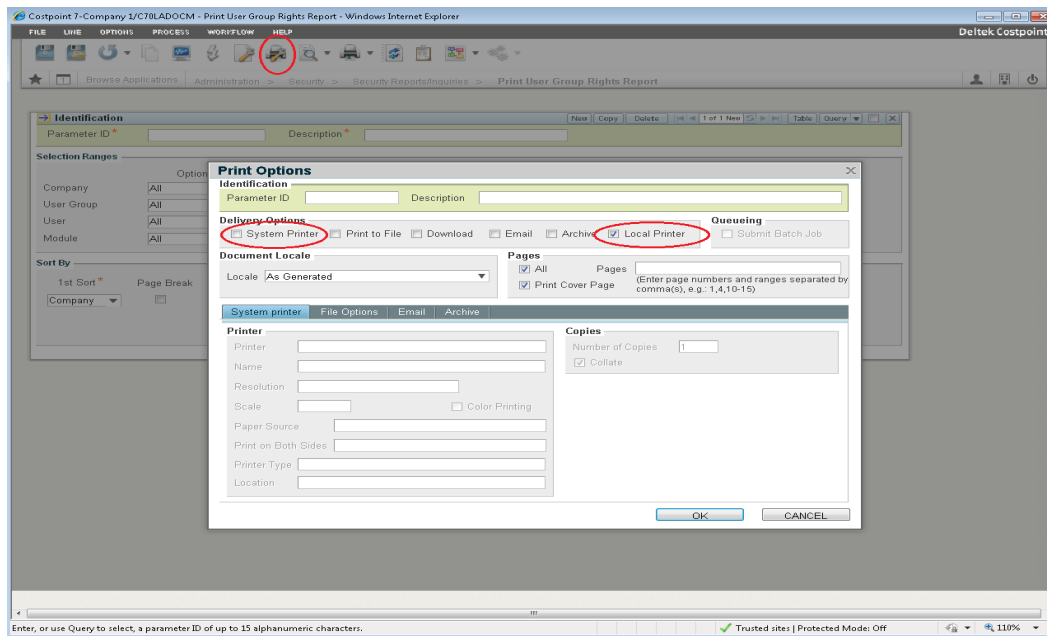 Costpoint 7-Company 1/C70LADOCM - Print User Group Rights Report - Windows Internet Explorer
FILE LINE OPTIONS PROCESS WORKFLOW HELP Deltek Costpoint
Browse Applications Administration > Security > Security Reports/Inquiries > Print User Group Rights Report
Identification New Copy Delete 1 of 1 New Table Query
Parameter ID * Description *
Selection Ranges
Option
Company All
User Group All
User All
Module All
Sort By
1st Sort * Page Break
Company
Print Options
Identification
Parameter ID Description
Delivery Options Queueing
System Printer Print to File Download Email Archive Local Printer Submit Batch Job
Document Locale Pages
Locale As Generated All Pages
Print Cover Page (Enter page numbers and ranges separated by
comma(s), e.g.: 1,4,10-15)
System printer File Options Email Archive
Printer Copies
Printer Number of Copies 1
Name Collate
Resolution
Scale Color Printing
Paper Source
Print on Both Sides
Printer Type
Location
OK CANCEL
Enter, or use Query to select, a parameter ID of up to 15 alphanumeric characters. Trusted sites | Protected Mode: Off 110%